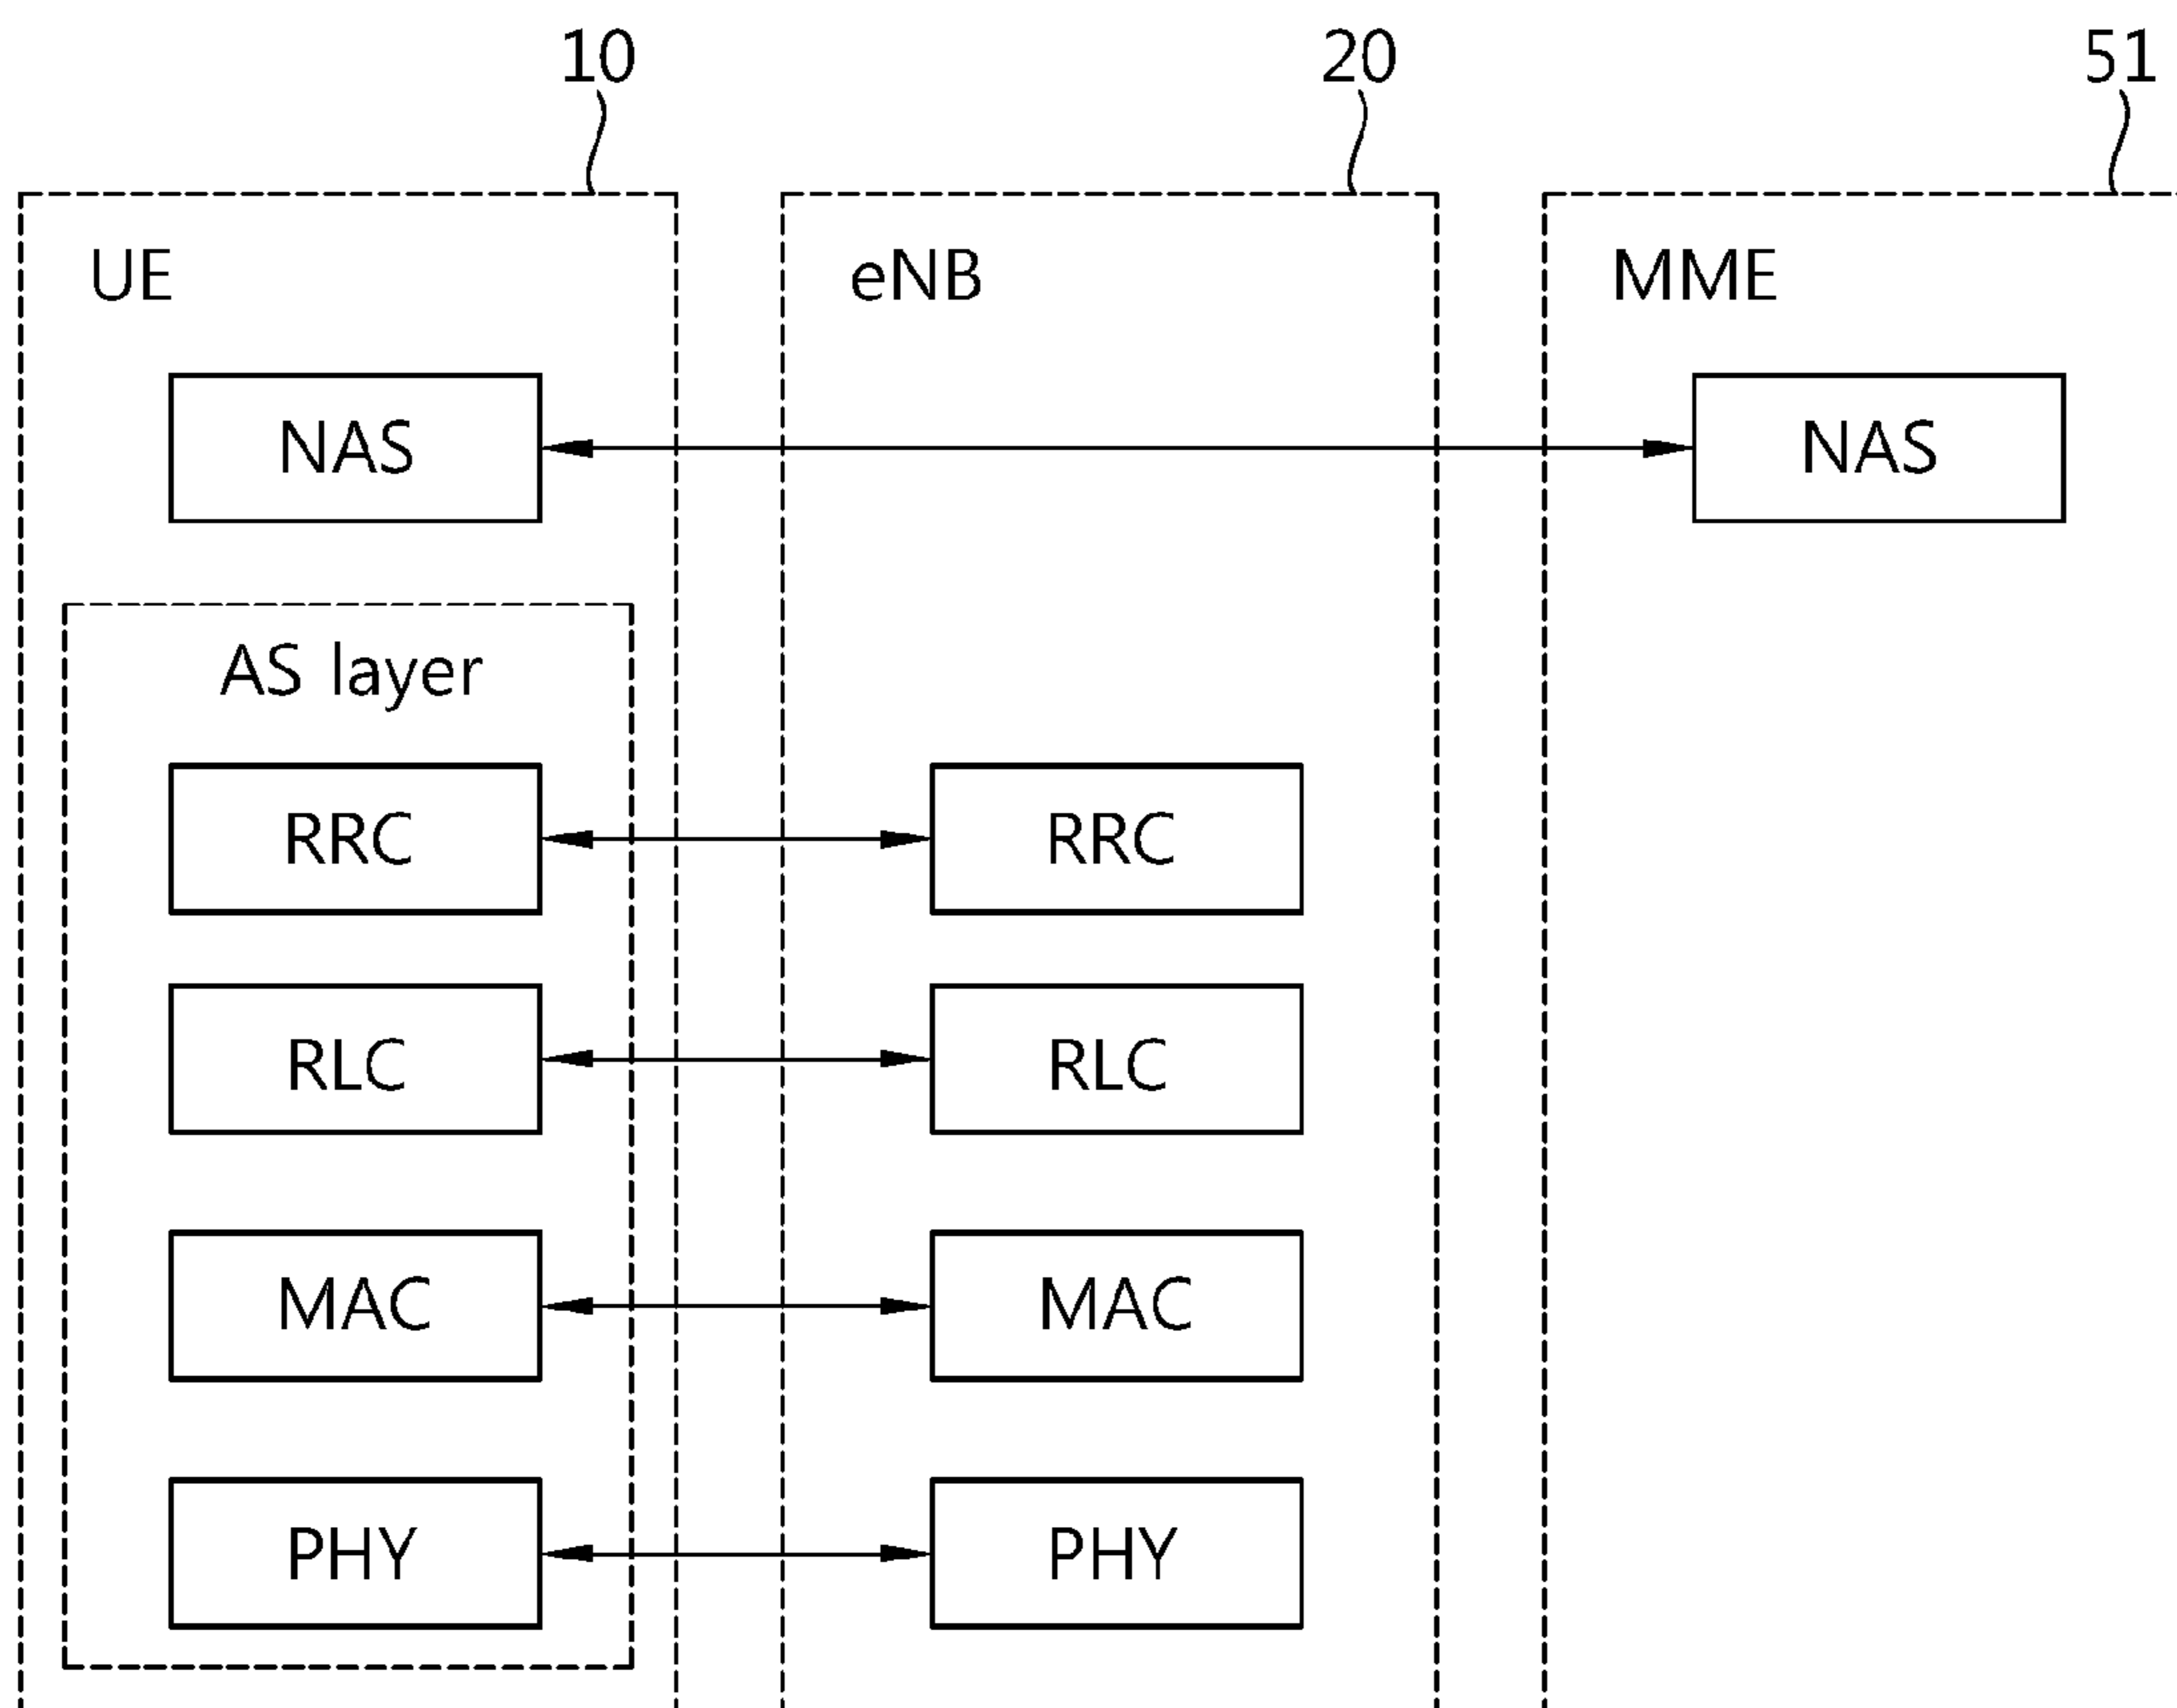 10 20 51
UE eNB MME
NAS NAS
AS layer
RRC RRC
RLC RLC
MAC MAC
PHY PHY